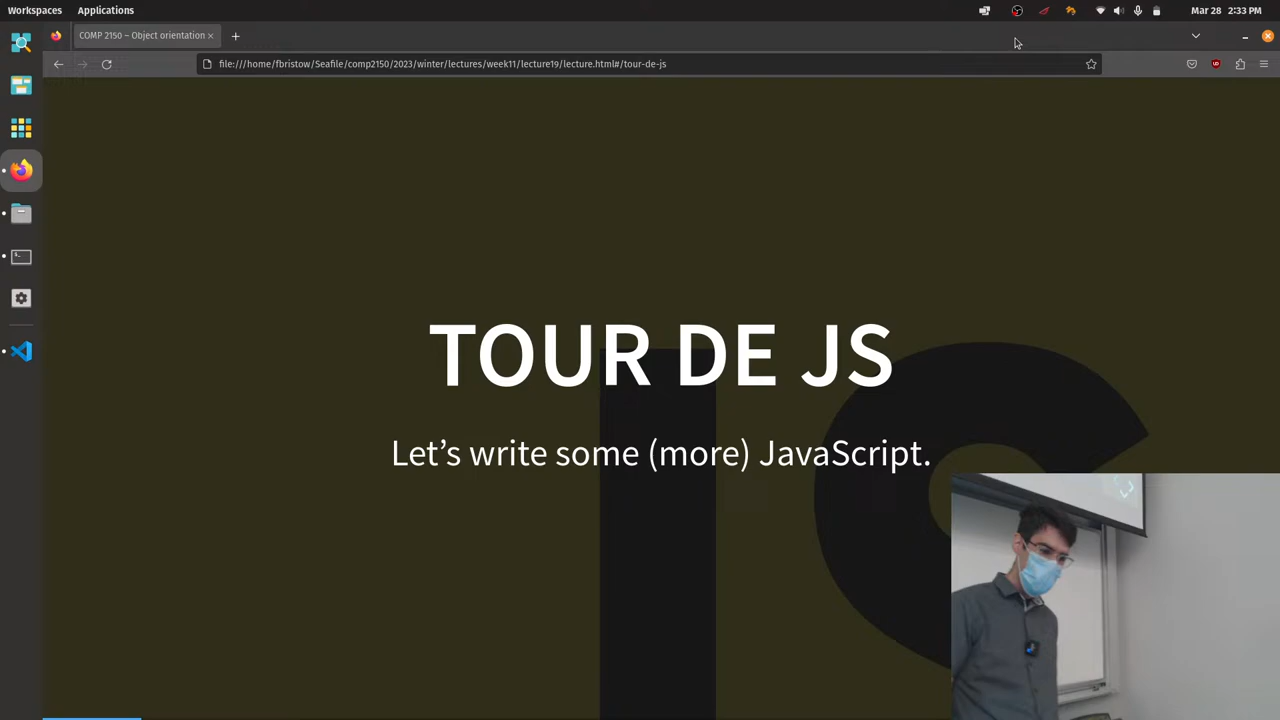 Workspaces Applications Mar 28 2:33 PM
COMP 2150 – Object orientation × +
file:///home/fbristow/Seafile/comp2150/2023/winter/lectures/week11/lecture19/lecture.html#/tour-de-js
TOUR DE JS
Let’s write some (more) JavaScript.
JS